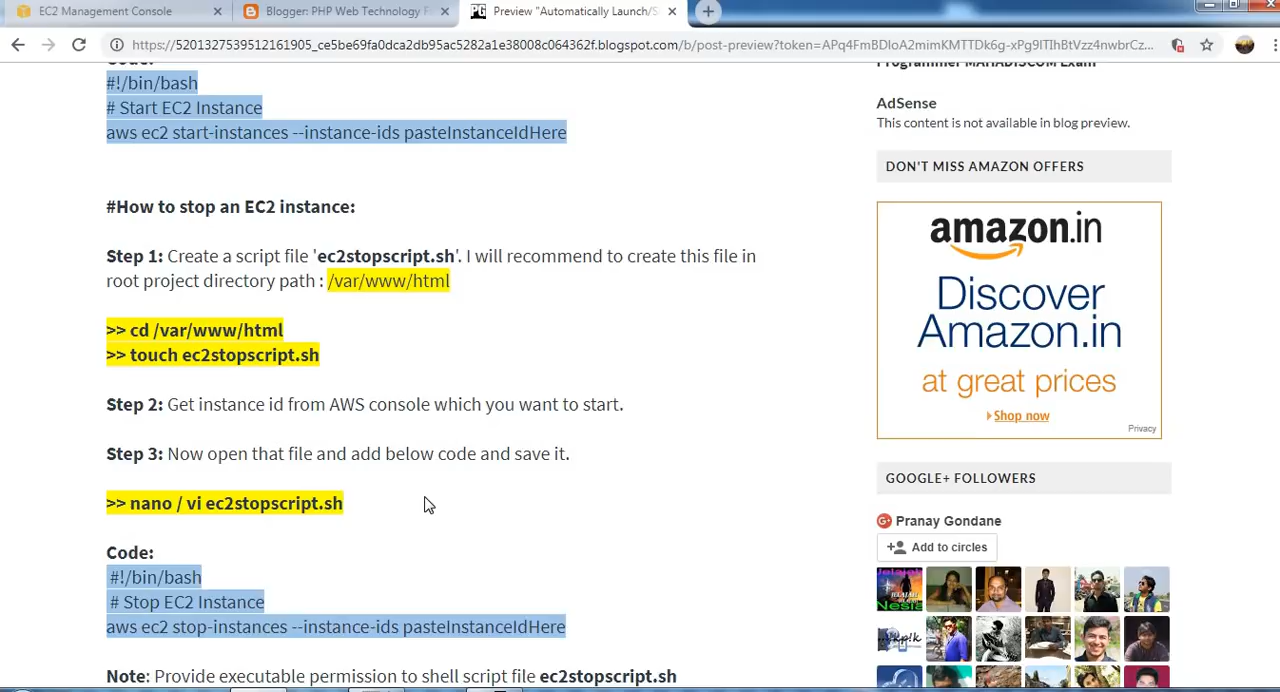 EC2 Management Console
Blogger: PHP Web Technology F
PG
Preview "Automatically Launch/S
https://5201327539512161905_ce5be69fa0dca2db95ac5282a1e38008c064362f.blogspot.com/b/post-preview?token=APq4FmBDloA2mimKMTTDk6g-xPg9lTIhBtVzz4nwbrCz...
Code:
#!/bin/bash
# Start EC2 Instance
aws ec2 start-instances --instance-ids pasteInstanceIdHere
#How to stop an EC2 instance:
Step 1: Create a script file 'ec2stopscript.sh'. I will recommend to create this file in
root project directory path : /var/www/html
>> cd /var/www/html
>> touch ec2stopscript.sh
Step 2: Get instance id from AWS console which you want to start.
Step 3: Now open that file and add below code and save it.
>> nano / vi ec2stopscript.sh
Code:
#!/bin/bash
# Stop EC2 Instance
aws ec2 stop-instances --instance-ids pasteInstanceIdHere
Note: Provide executable permission to shell script file ec2stopscript.sh
Programmer MAHADISCOM Exam
AdSense
This content is not available in blog preview.
DON'T MISS AMAZON OFFERS
amazon.in
Discover
Amazon.in
at great prices
Shop now
Privacy
GOOGLE+ FOLLOWERS
Pranay Gondane
Add to circles